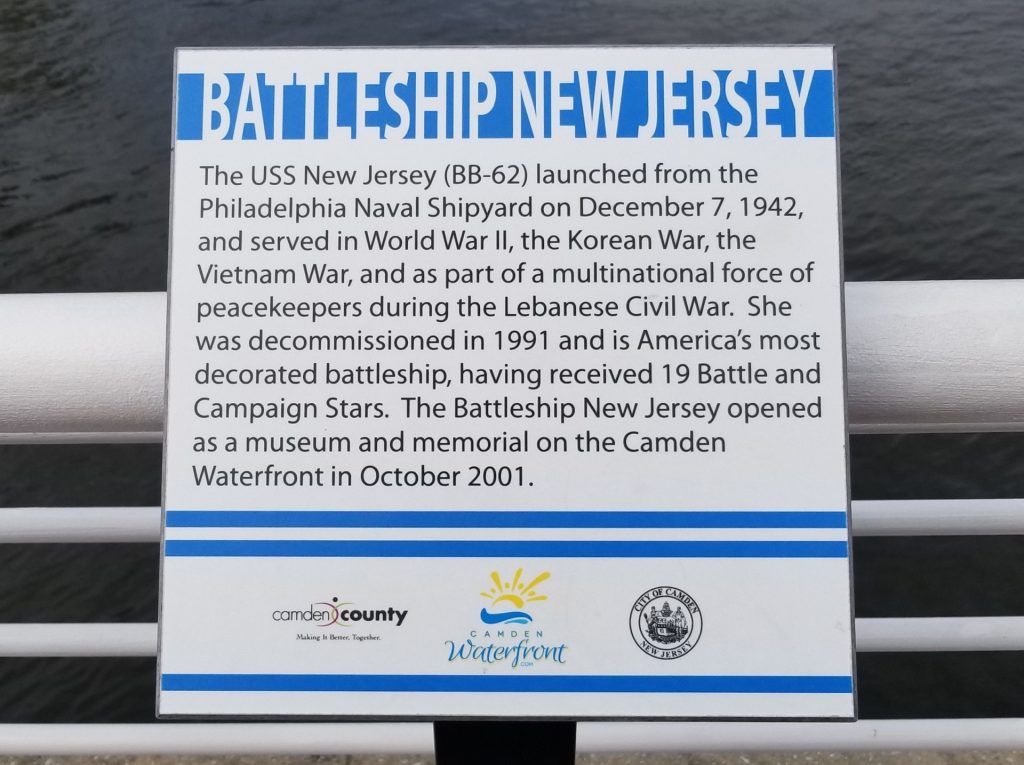 BATTLESHIP NEW JERSEY
The USS New Jersey (BB-62) launched from the
Philadelphia Naval Shipyard on December 7, 1942,
and served in World War II, the Korean War, the
Vietnam War, and as part of a multinational force of
peacekeepers during the Lebanese Civil War.  She
was decommissioned in 1991 and is America's most
decorated battleship, having received 19 Battle and
Campaign Stars.  The Battleship New Jersey opened
as a museum and memorial on the Camden
Waterfront in October 2001.
camden county
Making It Better, Together.
CAMDEN
Waterfront
.COM
CITY OF CAMDEN
NEW JERSEY